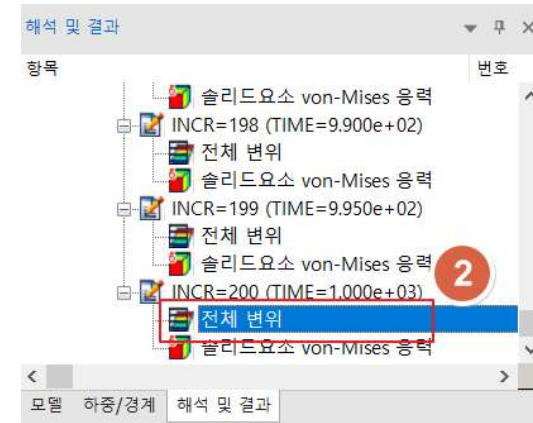 해석 및 결과
항목 번호
솔리드요소 von-Mises 응력
INCR=198 (TIME=9.900e+02)
전체 변위
솔리드요소 von-Mises 응력
INCR=199 (TIME=9.950e+02)
전체 변위
솔리드요소 von-Mises 응력
2
INCR=200 (TIME=1.000e+03)
전체 변위
솔리드요소 von-Mises 응력
모델 하중/경계 해석 및 결과